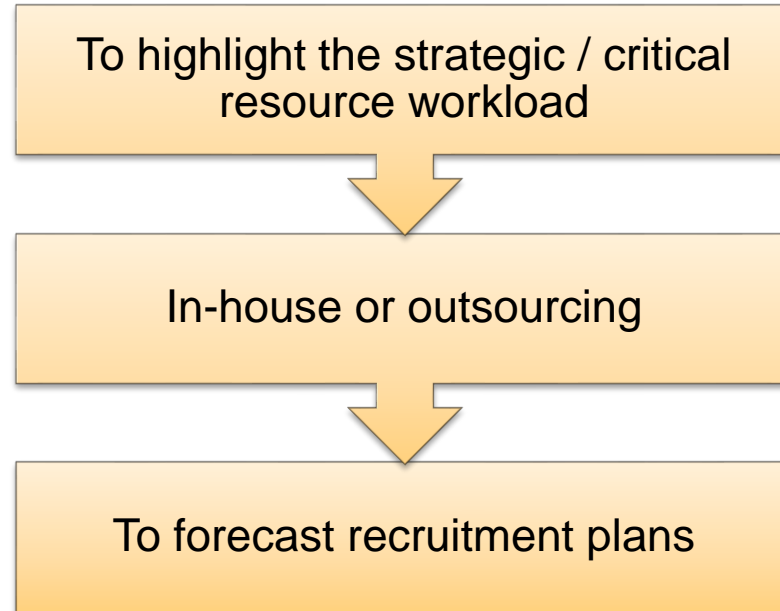 To highlight the strategic / critical
resource workload
In-house or outsourcing
To forecast recruitment plans